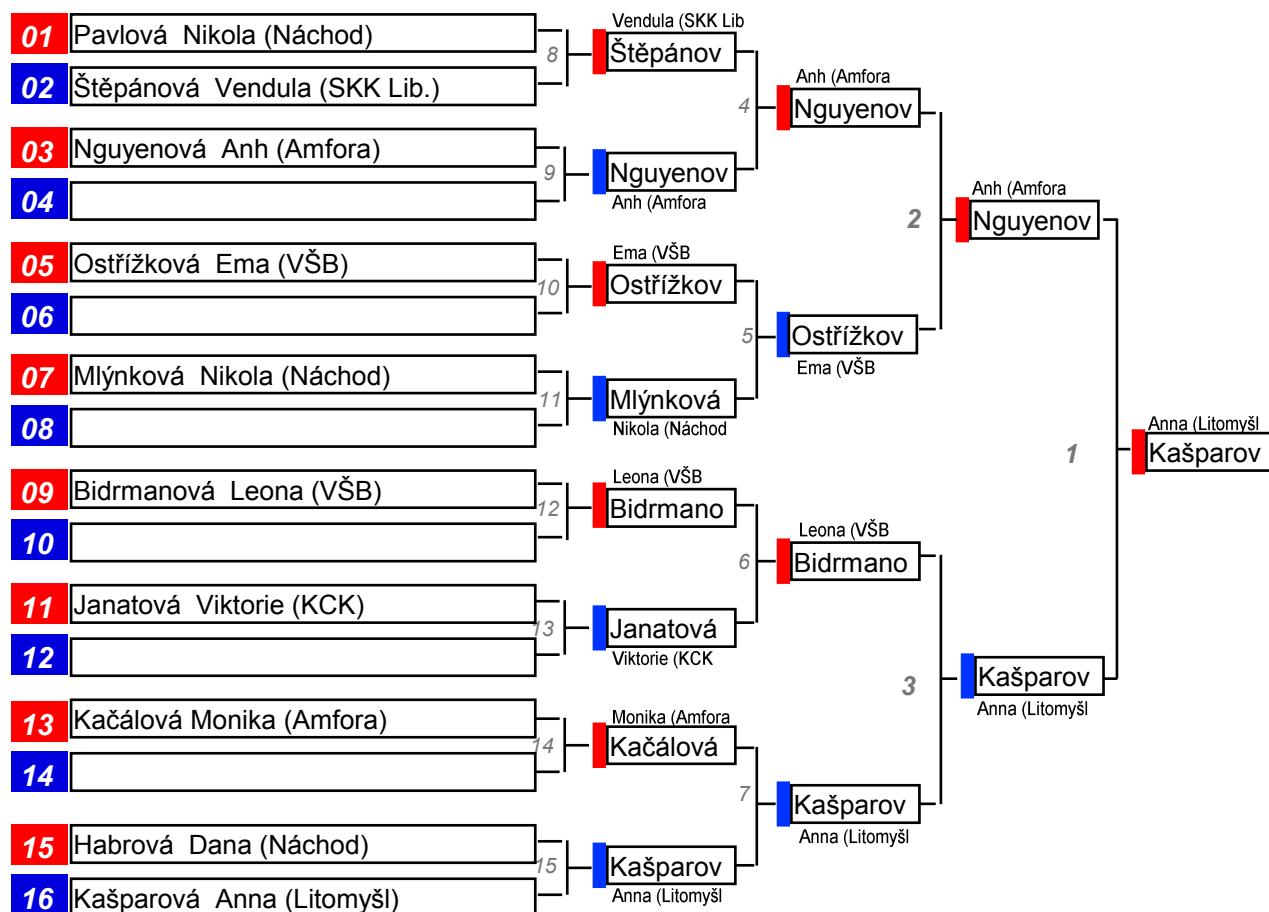 01 Pavlová Nikola (Náchod)
02 Štěpánová Vendula (SKK Lib.)
03 Nguyenová Anh (Amfora)
04
05 Ostřížková Ema (VŠB)
06
07 Mlýnková Nikola (Náchod)
08
09 Bidrmanová Leona (VŠB)
10
11 Janatová Viktorie (KCK)
12
13 Kačálová Monika (Amfora)
14
15 Habrová Dana (Náchod)
16 Kašparová Anna (Litomyšl)
8
9
10
11
12
13
14
15
Vendula (SKK Lib
Štěpánov
Nguyenov
Anh (Amfora
Ema (VŠB
Ostřížkov
Mlýnková
Nikola (Náchod
Leona (VŠB
Bidrmano
Janatová
Viktorie (KCK
Monika (Amfora
Kačálová
Kašparov
Anna (Litomyšl
4
5
6
7
Anh (Amfora
Nguyenov
Ostřížkov
Ema (VŠB
Leona (VŠB
Bidrmano
Kašparov
Anna (Litomyšl
2
3
Anh (Amfora
Nguyenov
Kašparov
Anna (Litomyšl
1
Anna (Litomyšl
Kašparov